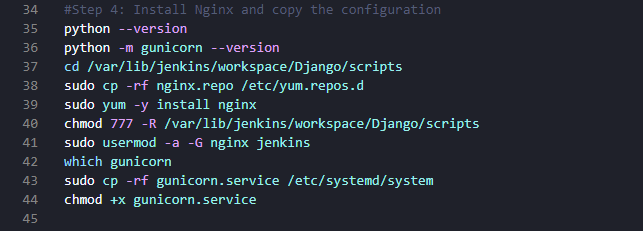 34 #Step 4: Install Nginx and copy the configuration
35 python --version
36 python -m gunicorn --version
37 cd /var/lib/jenkins/workspace/Django/scripts
38 sudo cp -rf nginx.repo /etc/yum.repos.d
39 sudo yum -y install nginx
40 chmod 777 -R /var/lib/jenkins/workspace/Django/scripts
41 sudo usermod -a -G nginx jenkins
42 which gunicorn
43 sudo cp -rf gunicorn.service /etc/systemd/system
44 chmod +x gunicorn.service
45